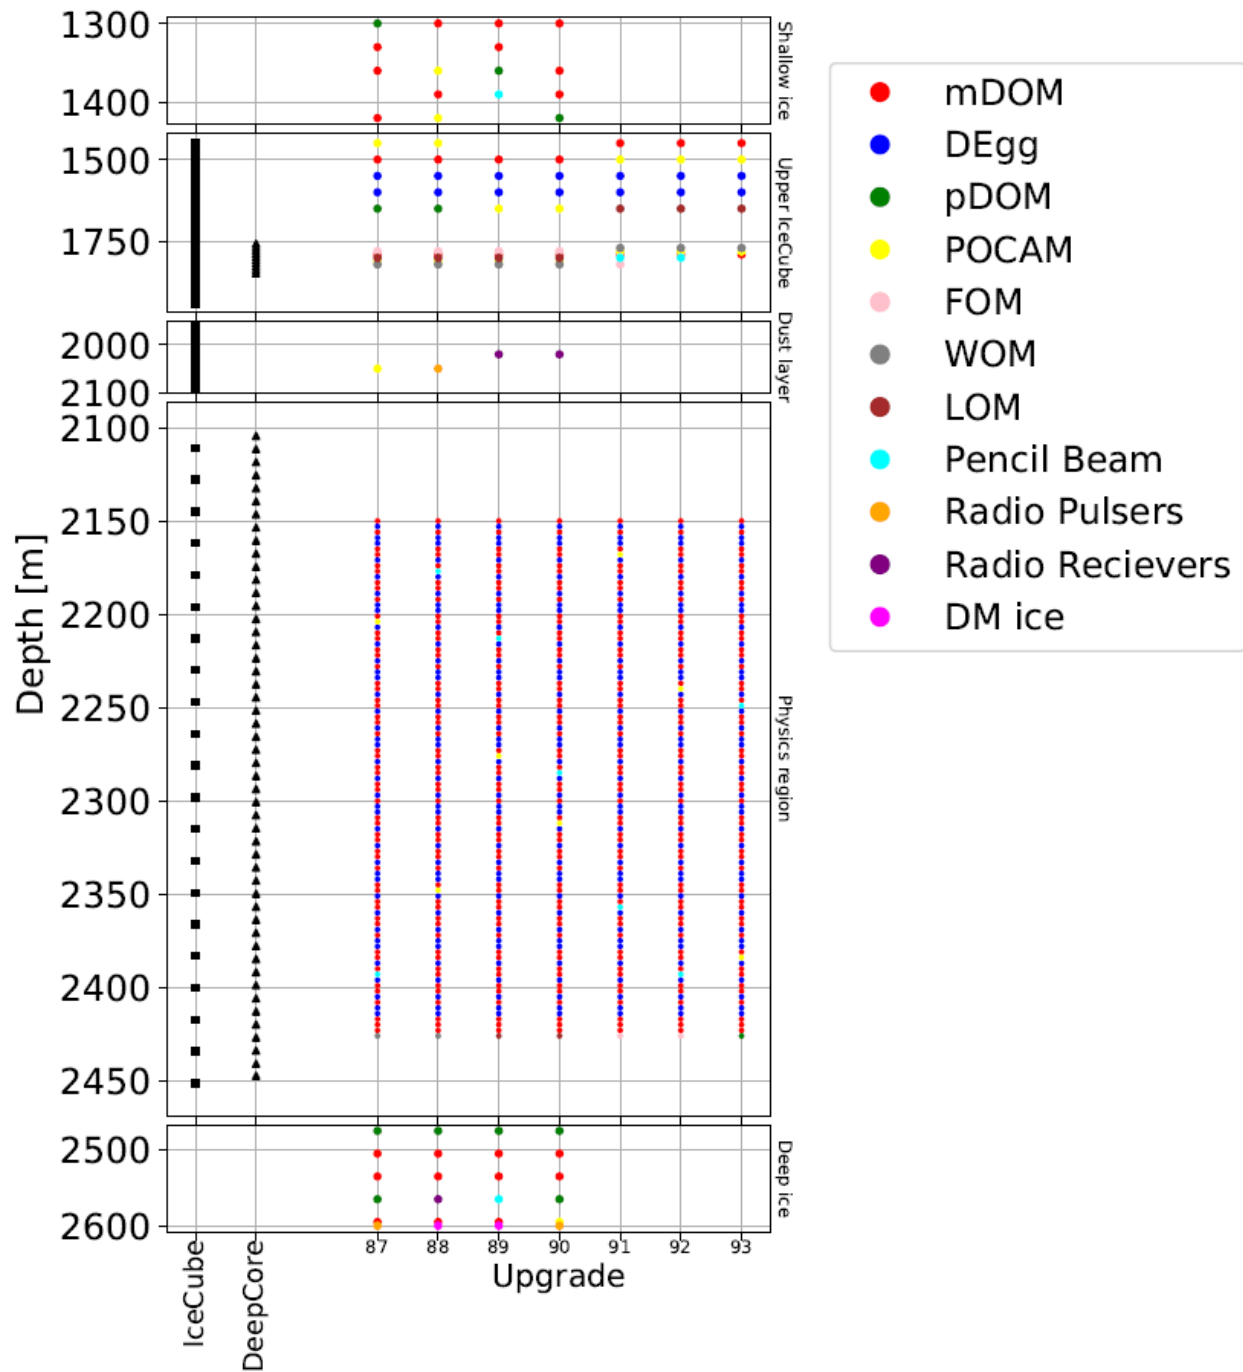 1300
1400
Shallow ice
1500
1750
Upper IceCube
2000
2100
Dust layer
2100
2150
2200
2250
2300
2350
2400
2450
Physics region
2500
2600
Deep ice
Depth [m]
IceCube
DeepCore
87 88 89 90 91 92 93
Upgrade
mDOM
DEgg
pDOM
POCAM
FOM
WOM
LOM
Pencil Beam
Radio Pulsers
Radio Recievers
DM ice